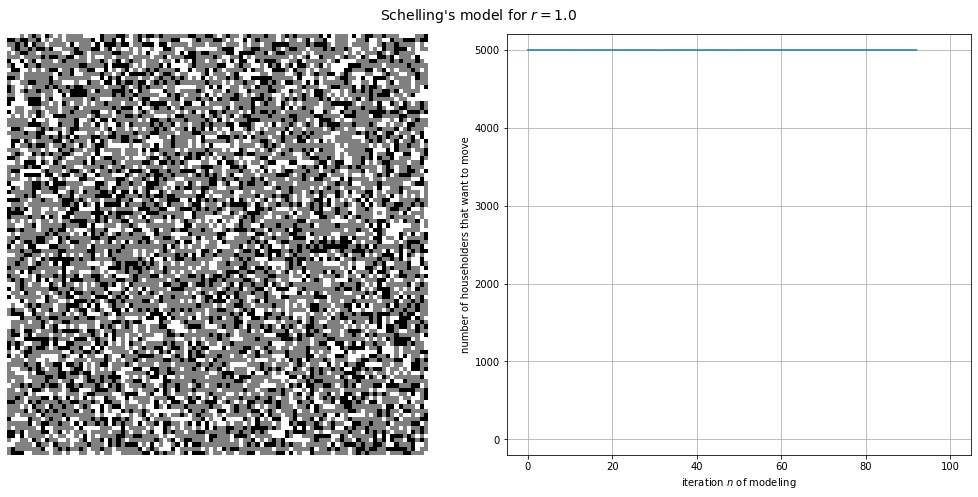 Schelling's model for r = 1.0
number of householders that want to move
5000
4000
3000
2000
1000
0
0 20 40 60 80 100
iteration n of modeling